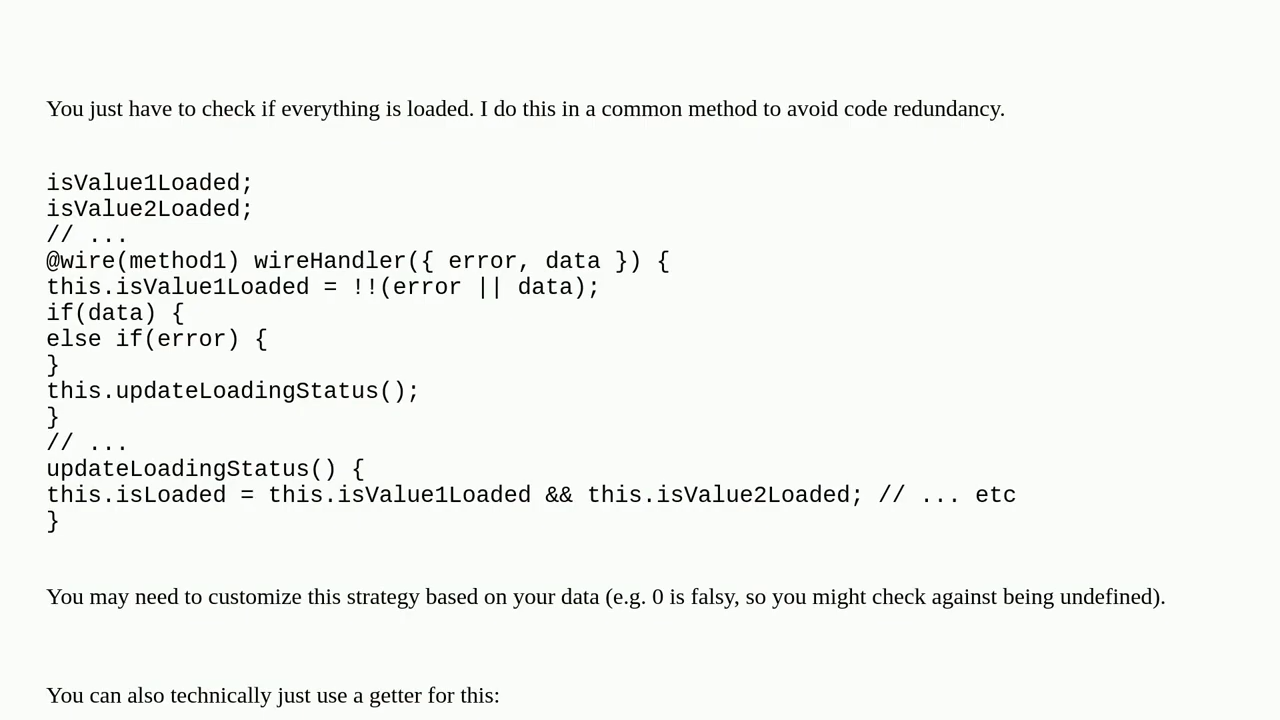 You just have to check if everything is loaded. I do this in a common method to avoid code redundancy.
isValue1Loaded;
isValue2Loaded;
// ...
@wire(method1) wireHandler({ error, data }) {
this.isValue1Loaded = !!(error || data);
if(data) {
else if(error) {
}
this.updateLoadingStatus();
}
// ...
updateLoadingStatus() {
this.isLoaded = this.isValue1Loaded && this.isValue2Loaded; // ... etc
}
You may need to customize this strategy based on your data (e.g. 0 is falsy, so you might check against being undefined).
You can also technically just use a getter for this: